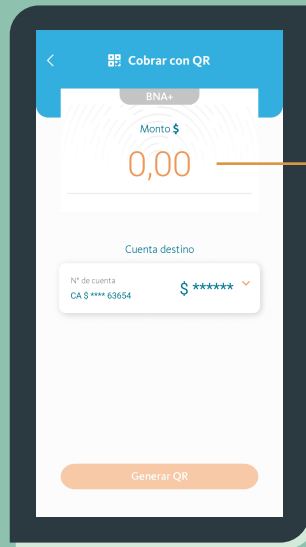 Cobrar con QR
BNA+
Monto $
0,00
Cuenta destino
N° de cuenta
CA $ **** 63654
$ ******
Generar QR